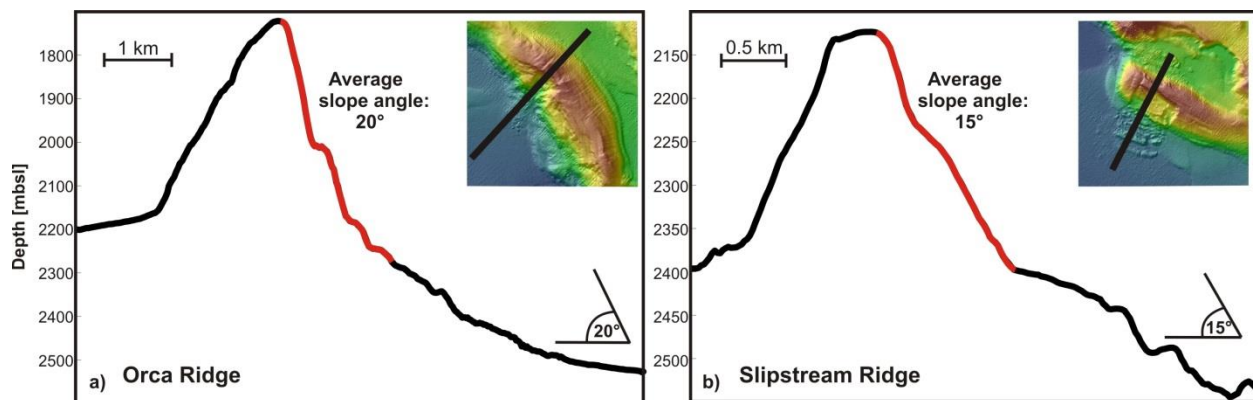 Depth [mbsl]
1800
1900
2000
2100
2200
2300
2400
2500
1 km
Average
slope angle:
20°
20°
a) Orca Ridge
2150
2200
2250
2300
2350
2400
2450
2500
0.5 km
Average
slope angle:
15°
15°
b) Slipstream Ridge